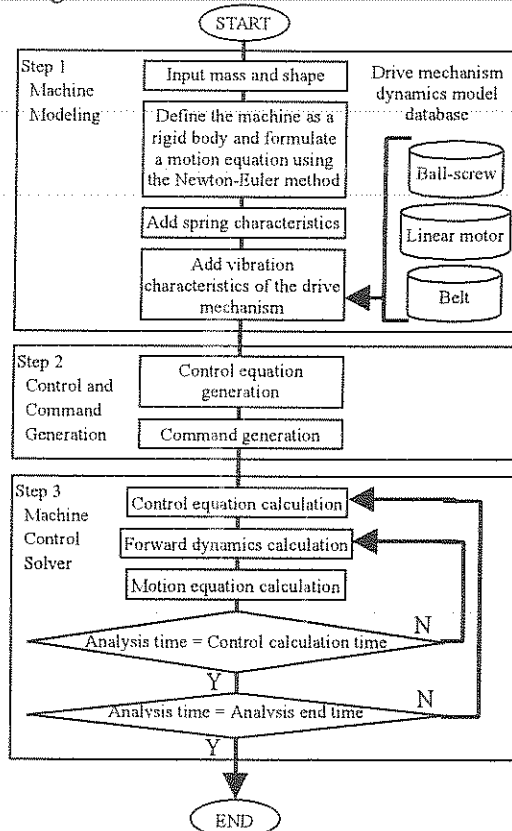 START
Step 1
Machine
Modeling
Input mass and shape
Define the machine as a
rigid body and formulate
a motion equation using
the Newton-Euler method
Add spring characteristics
Add vibration
characteristics of the drive
mechanism
Drive mechanism
dynamics model
database
Ball-screw
Linear motor
Belt
Step 2
Control and
Command
Generation
Control equation
generation
Command generation
Step 3
Machine
Control
Solver
Control equation calculation
Forward dynamics calculation
Motion equation calculation
Analysis time = Control calculation time
N
Y
Analysis time = Analysis end time
N
Y
END